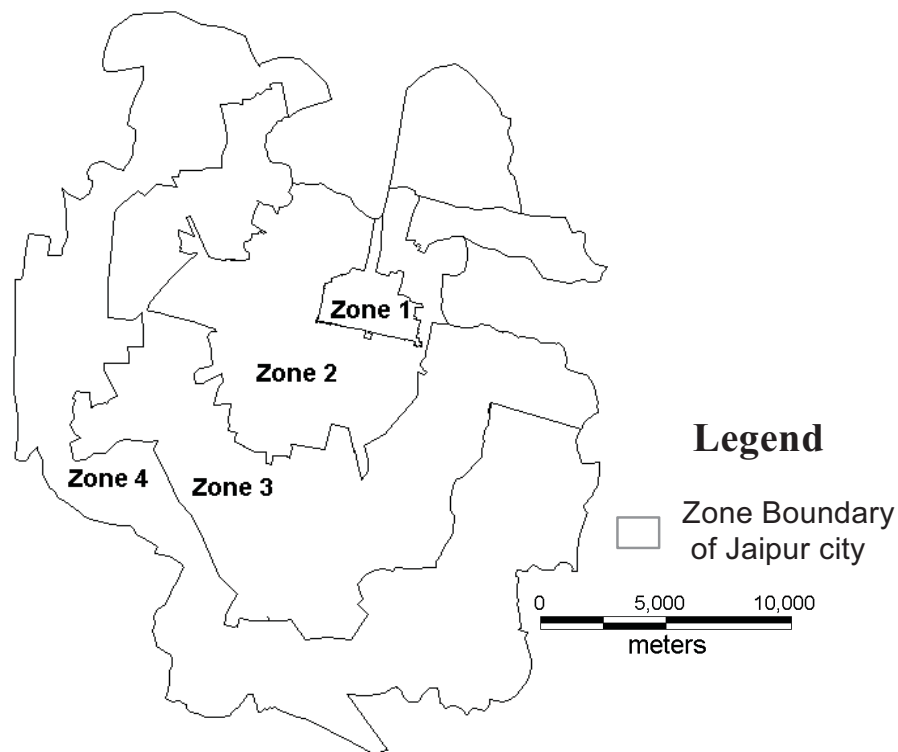 Zone 1
Zone 2
Zone 4
Zone 3
Legend
Zone Boundary
of Jaipur city
0 5,000 10,000
meters